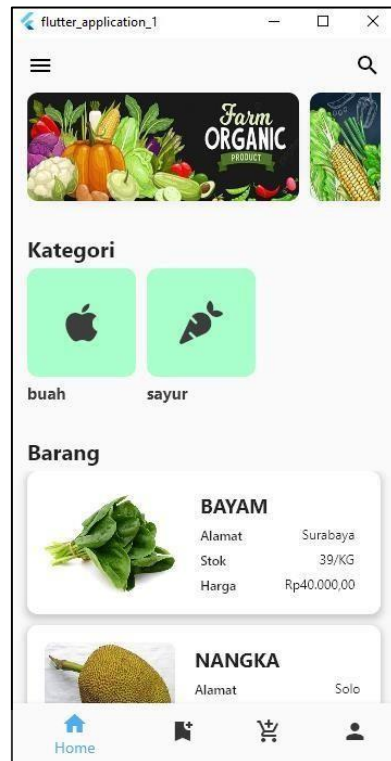 flutter_application_1
Farm
ORGANIC
PRODUCT
Kategori
buah sayur
Barang
BAYAM
Alamat Surabaya
Stok 39/KG
Harga Rp40.000,00
NANGKA
Alamat Solo
Home